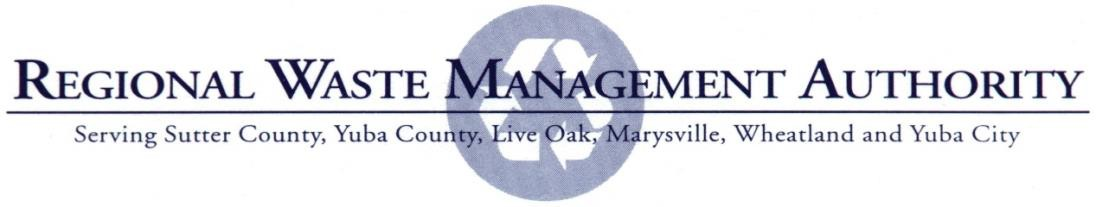 REGIONAL WASTE MANAGEMENT AUTHORITY
Serving Sutter County, Yuba County, Live Oak, Marysville, Wheatland and Yuba City